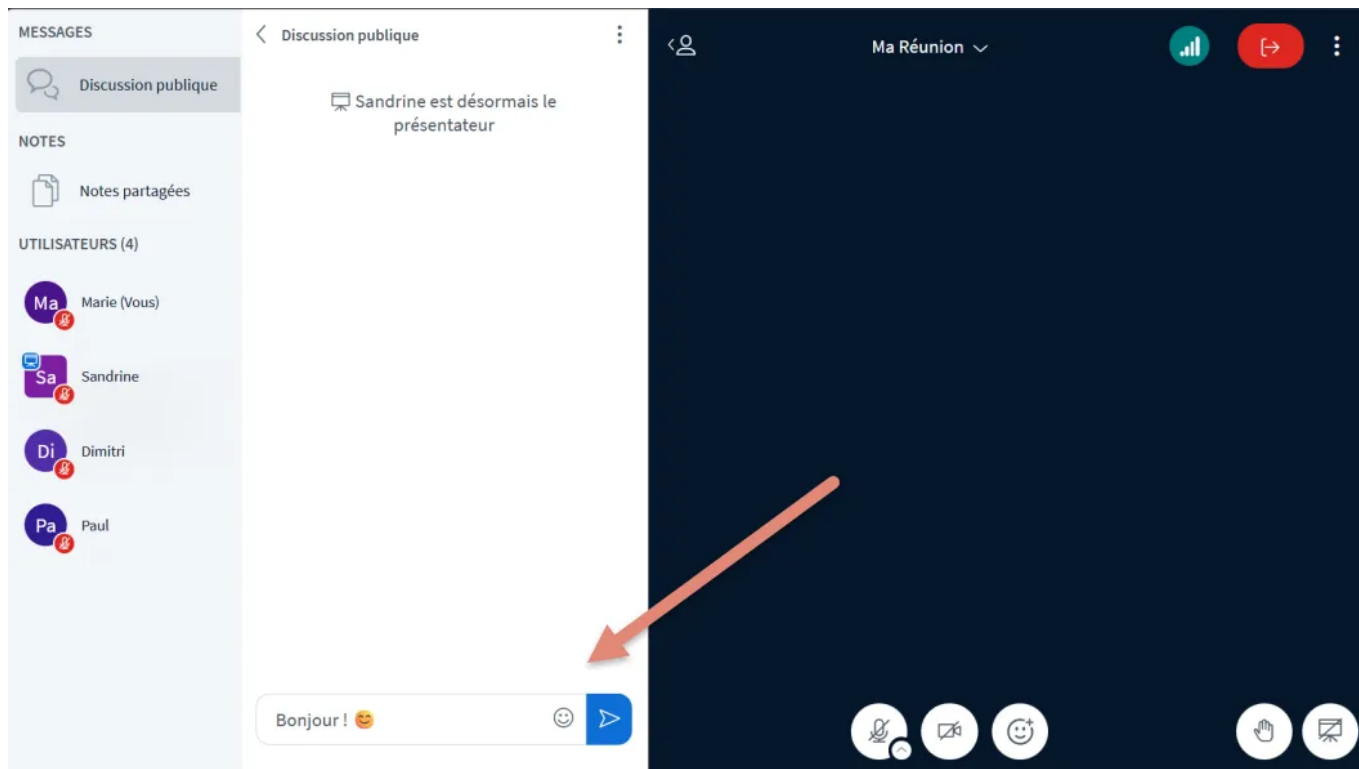 MESSAGES
Discussion publique
NOTES
Notes partagées
UTILISATEURS (4)
Ma Marie (Vous)
Sa Sandrine
Di Dimitri
Pa Paul
Discussion publique
Sandrine est désormais le
présentateur
Bonjour ! 😊
Ma Réunion